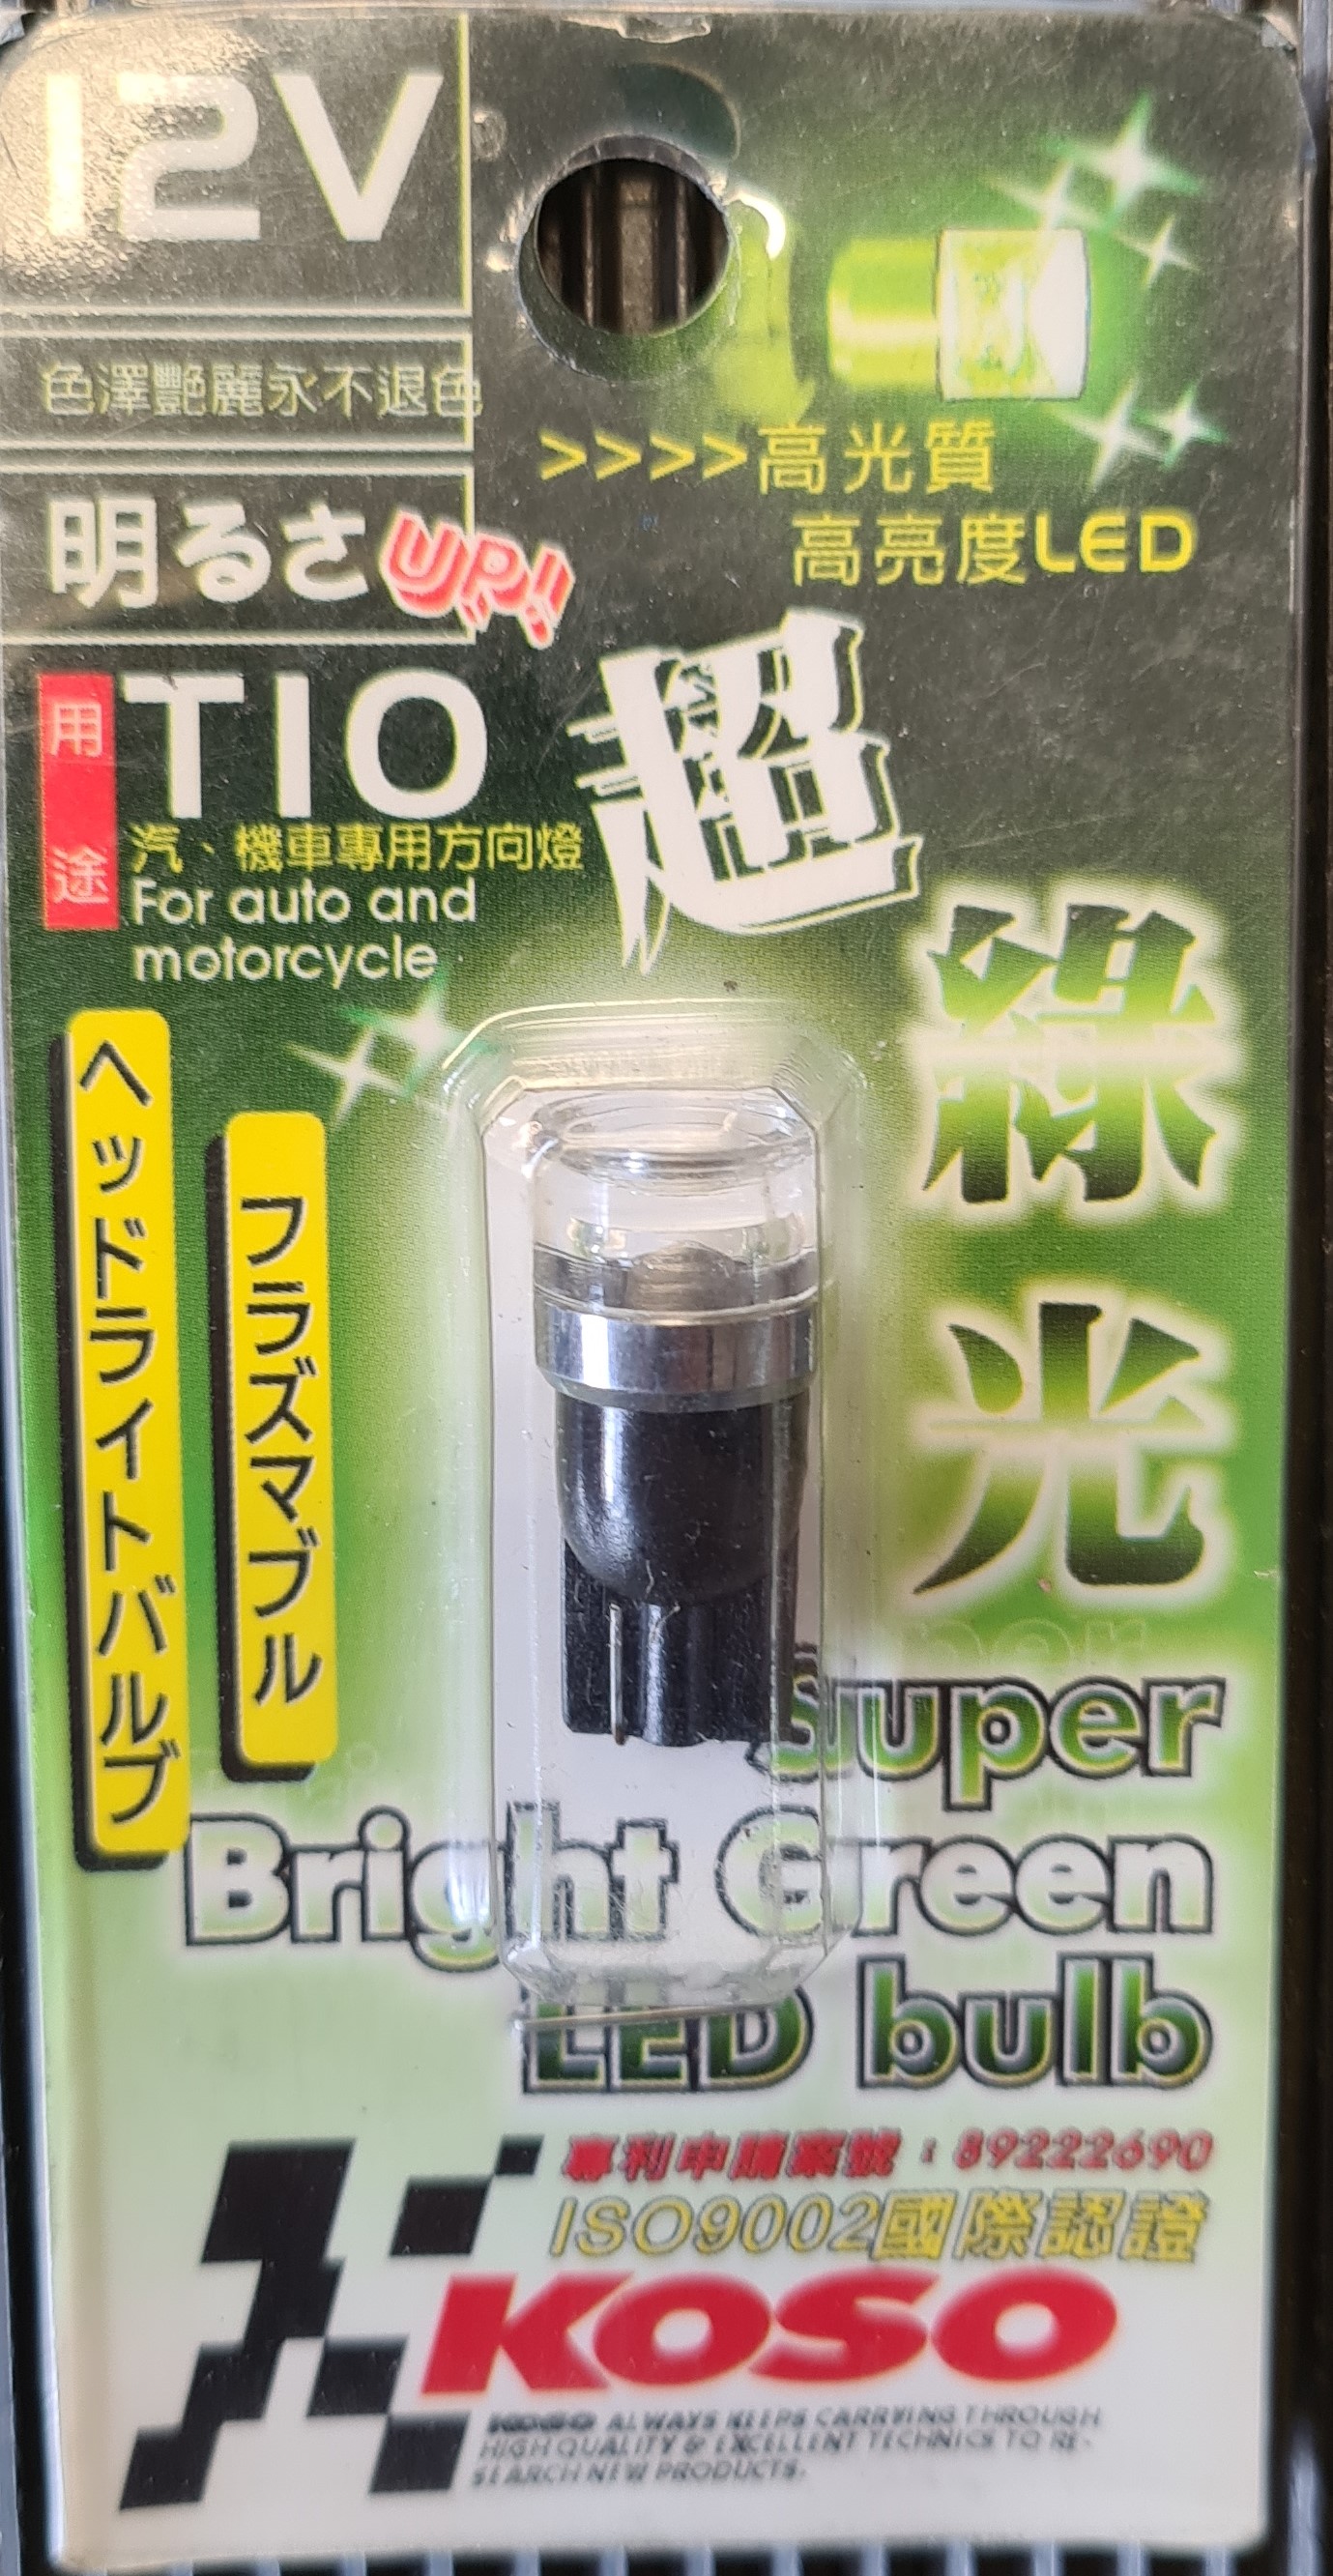 12V
色澤艷麗永不退色
明るさUP!!
>>>>高光質
高亮度LED
用途
T10
汽、機車專用方向燈
For auto and
motorcycle
超
綠光
ヘッドライトバルブ
フラズマブル
Super
Bright Green
LED bulb
專利申請案號：89222690
ISO9002國際認證
KOSO
KOSO ALWAYS KEEPS CARRYING THROUGH
HIGH QUALITY & EXCELLENT TECHNICS TO RE-
SEARCH NEW PRODUCTS.